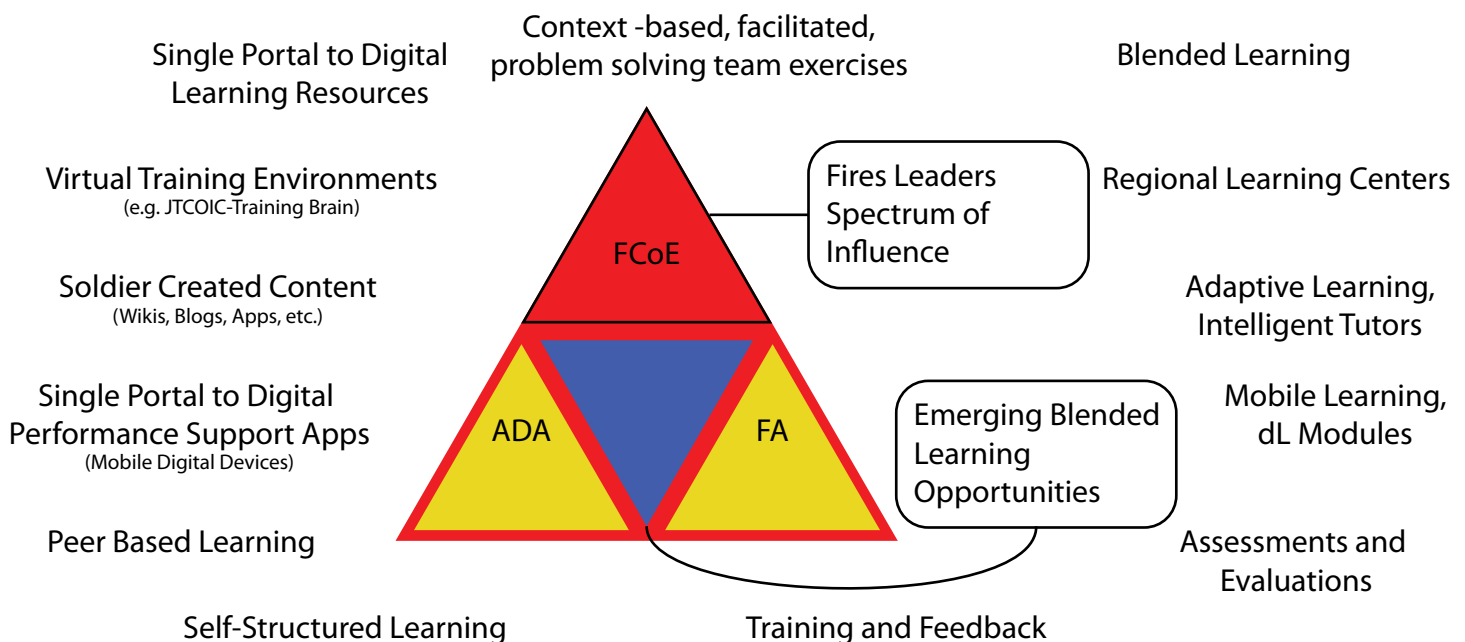 Context -based, facilitated,
problem solving team exercises
Single Portal to Digital
Learning Resources
Blended Learning
Virtual Training Environments
(e.g. JTCOIC-Training Brain)
Fires Leaders
Spectrum of
Influence
Regional Learning Centers
FCoE
Soldier Created Content
(Wikis, Blogs, Apps, etc.)
Adaptive Learning,
Intelligent Tutors
Single Portal to Digital
Performance Support Apps
(Mobile Digital Devices)
ADA
FA
Emerging Blended
Learning
Opportunities
Mobile Learning,
dL Modules
Peer Based Learning
Assessments and
Evaluations
Self-Structured Learning
Training and Feedback